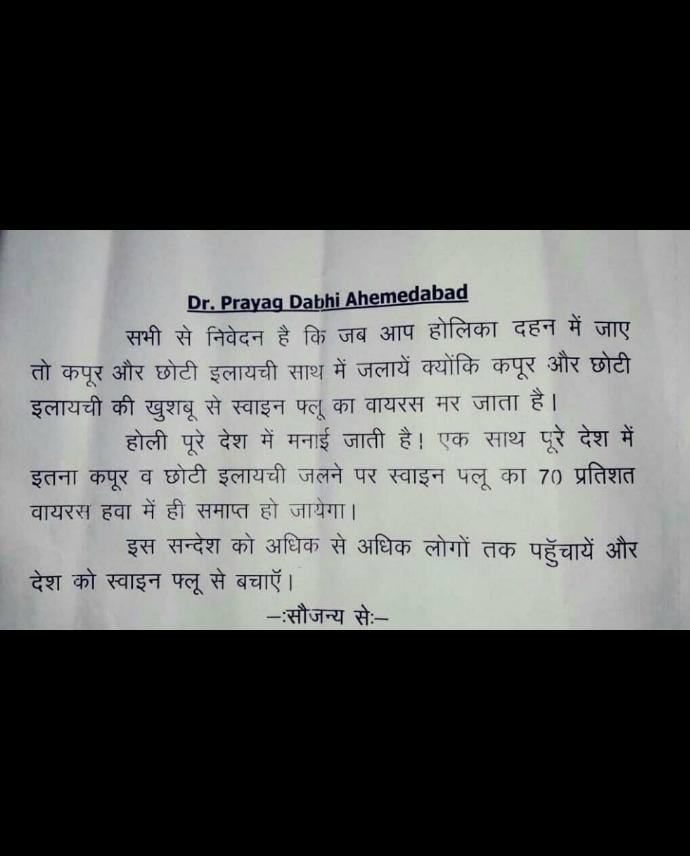 Dr. Prayag Dabhi Ahemedabad
सभी से निवेदन है कि जब आप होलिका दहन में जाए
तो कपूर और छोटी इलायची साथ में जलायें क्योंकि कपूर और छोटी
इलायची की खुशबू से स्वाइन फ्लू का वायरस मर जाता है।
होली पूरे देश में मनाई जाती है! एक साथ पूरे देश में
इतना कपूर व छोटी इलायची जलने पर स्वाइन फ्लू का 70 प्रतिशत
वायरस हवा में ही समाप्त हो जायेगा।
इस सन्देश को अधिक से अधिक लोगों तक पहुँचायें और
देश को स्वाइन फ्लू से बचाएँ।
–:सौजन्य से:–